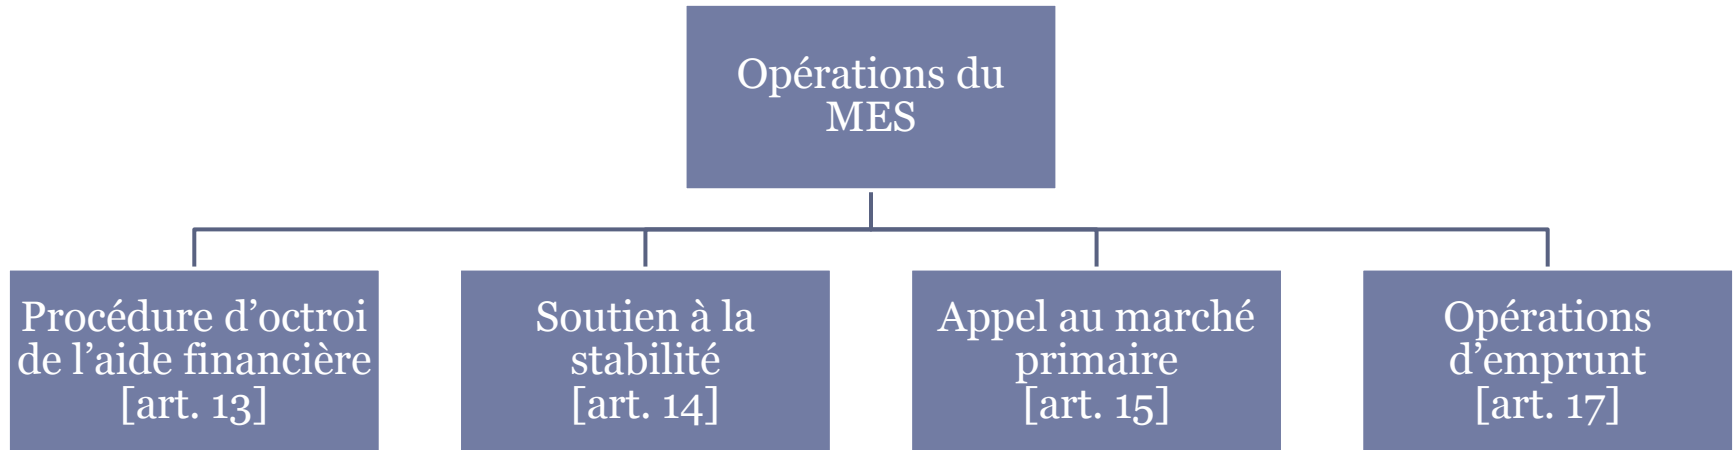 Opérations du
MES
Procédure d’octroi
de l’aide financière
[art. 13]
Soutien à la
stabilité
[art. 14]
Appel au marché
primaire
[art. 15]
Opérations
d’emprunt
[art. 17]